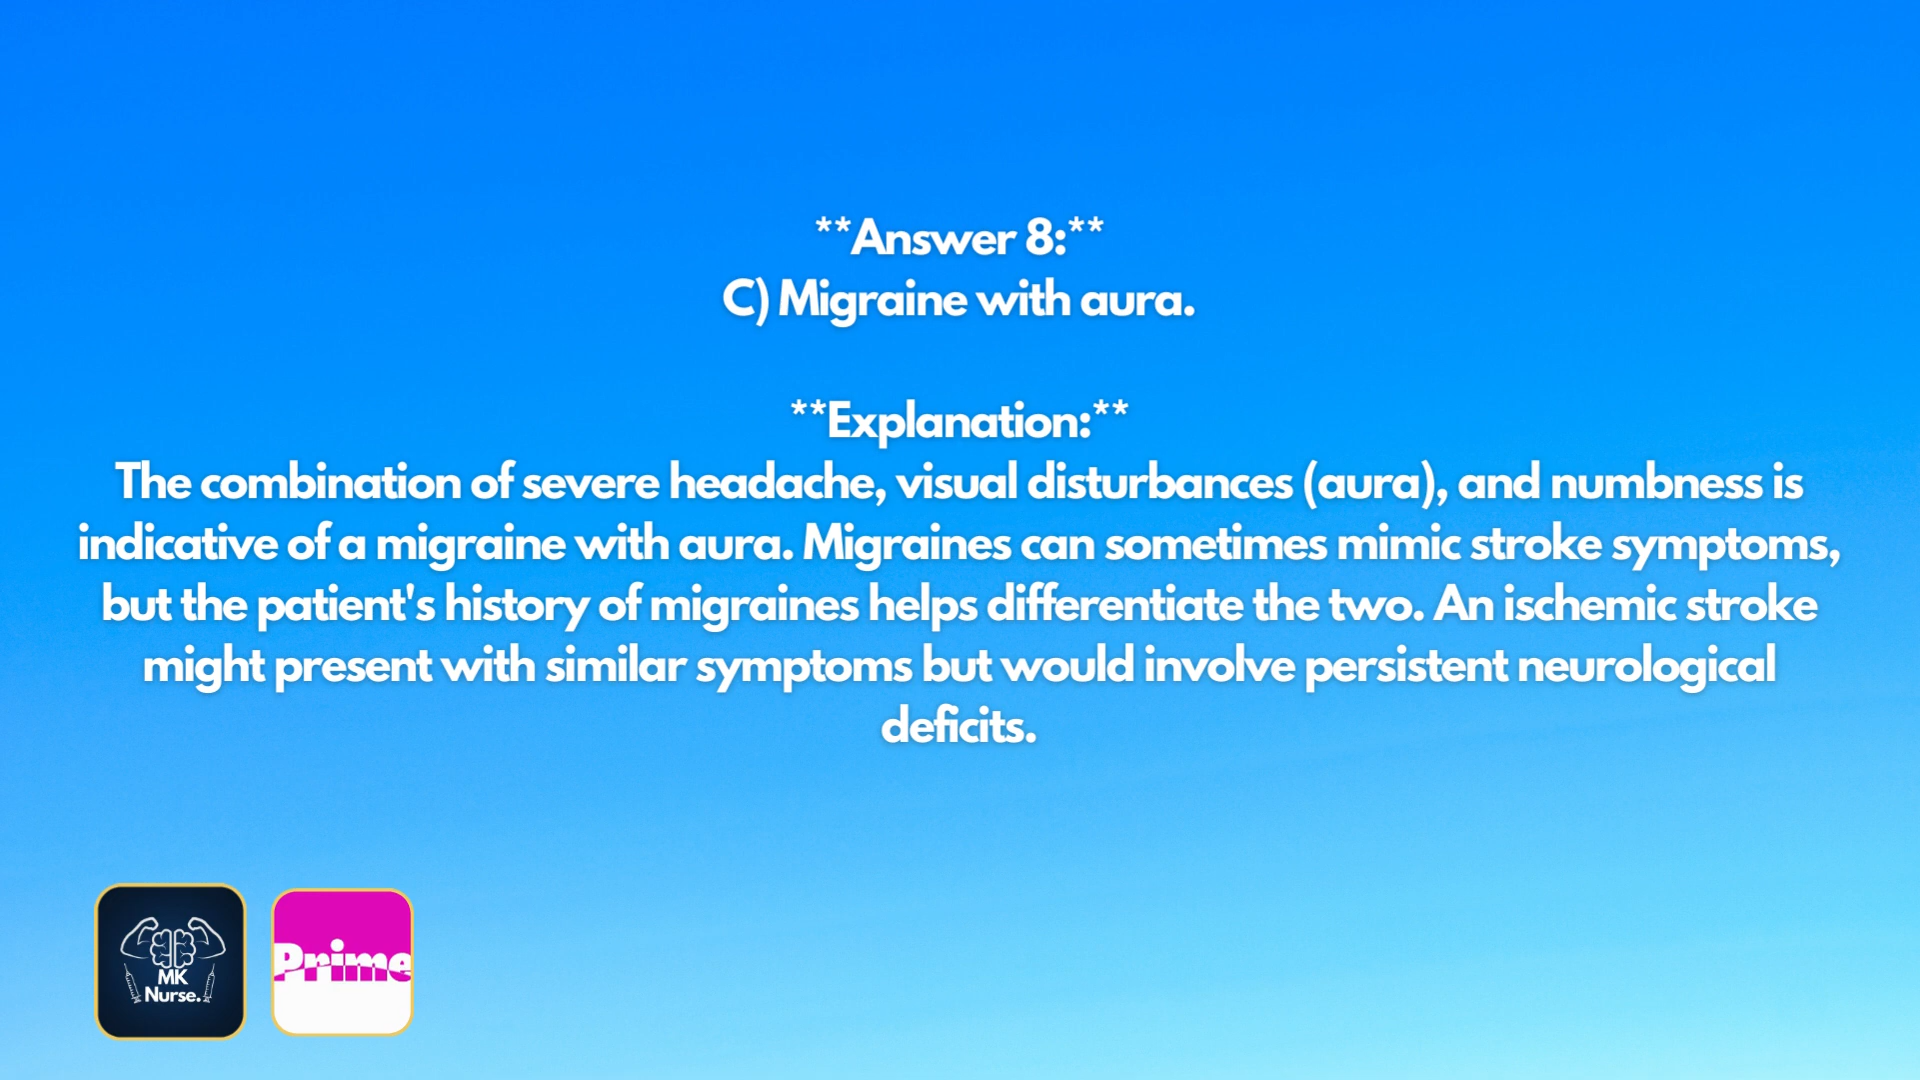 **Answer 8:**
C) Migraine with aura.
**Explanation:**
The combination of severe headache, visual disturbances (aura), and numbness is
indicative of a migraine with aura. Migraines can sometimes mimic stroke symptoms,
but the patient's history of migraines helps differentiate the two. An ischemic stroke
might present with similar symptoms but would involve persistent neurological
deficits.
MK
Nurse.
Prime